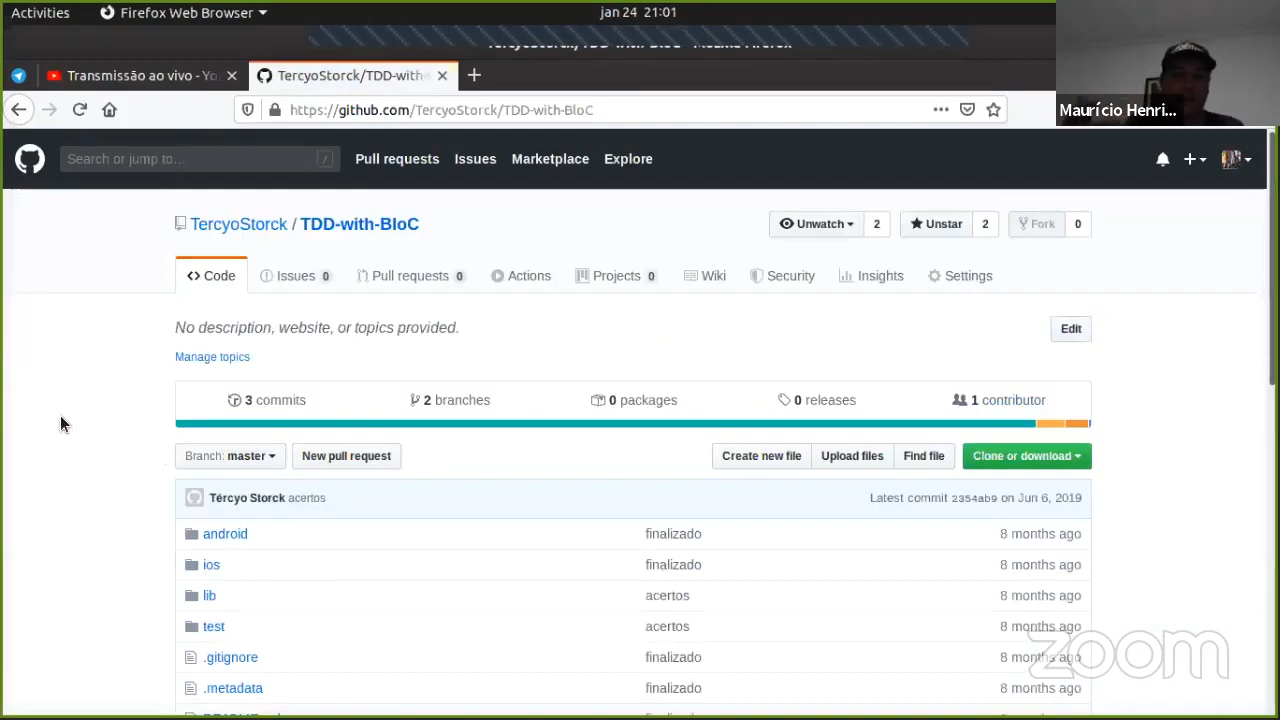 Activities Firefox Web Browser jan 24 21:01
TercyoStorck/TDD-with-BloC - Mozilla Firefox
Transmissão ao vivo - Yo TercyoStorck/TDD-with-
https://github.com/TercyoStorck/TDD-with-BloC
Maurício Henri...
Search or jump to... / Pull requests Issues Marketplace Explore
TercyoStorck / TDD-with-BloC Unwatch 2 Unstar 2 Fork 0
Code Issues 0 Pull requests 0 Actions Projects 0 Wiki Security Insights Settings
No description, website, or topics provided. Edit
Manage topics
3 commits 2 branches 0 packages 0 releases 1 contributor
Branch: master New pull request Create new file Upload files Find file Clone or download
Tércyo Storck acertos Latest commit 2354ab9 on Jun 6, 2019
android finalizado 8 months ago
ios finalizado 8 months ago
lib acertos 8 months ago
test acertos 8 months ago
.gitignore finalizado 8 months ago
.metadata finalizado 8 months ago
zoom